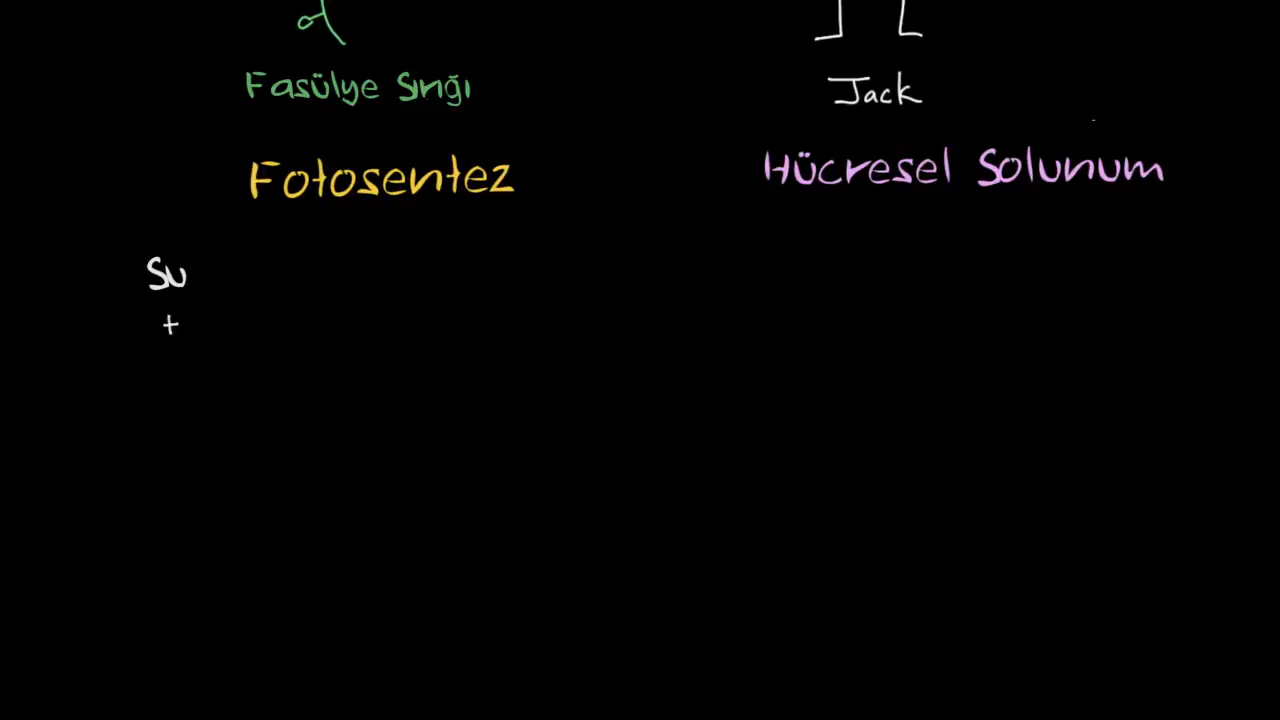 Fasülye Sırığı
Jack
Fotosentez
Hücresel Solunum
Su
+